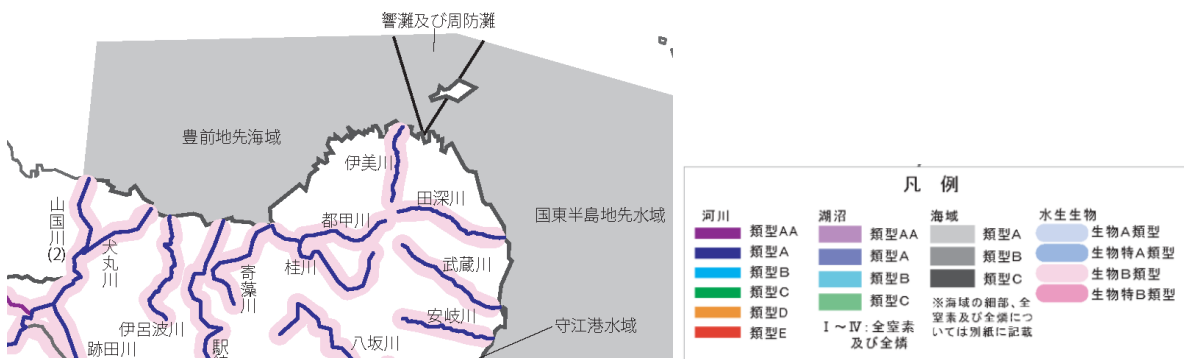 響灘及び周防灘
豊前地先海域
伊美川
田深川
国東半島地先水域
山国川
(2)
犬丸川
都甲川
桂川
寄藻川
武蔵川
伊呂波川
安岐川
守江港水域
跡田川
駅
八坂川
凡 例
河川
類型AA
類型A
類型B
類型C
類型D
類型E
湖沼
類型AA
類型A
類型B
類型C
I～Ⅳ:全窒素
及び全燐
海域
類型A
類型B
類型C
※海域の細部、全
窒素及び全燐につ
いては別紙に記載
水生生物
生物A類型
生物特A類型
生物B類型
生物特B類型